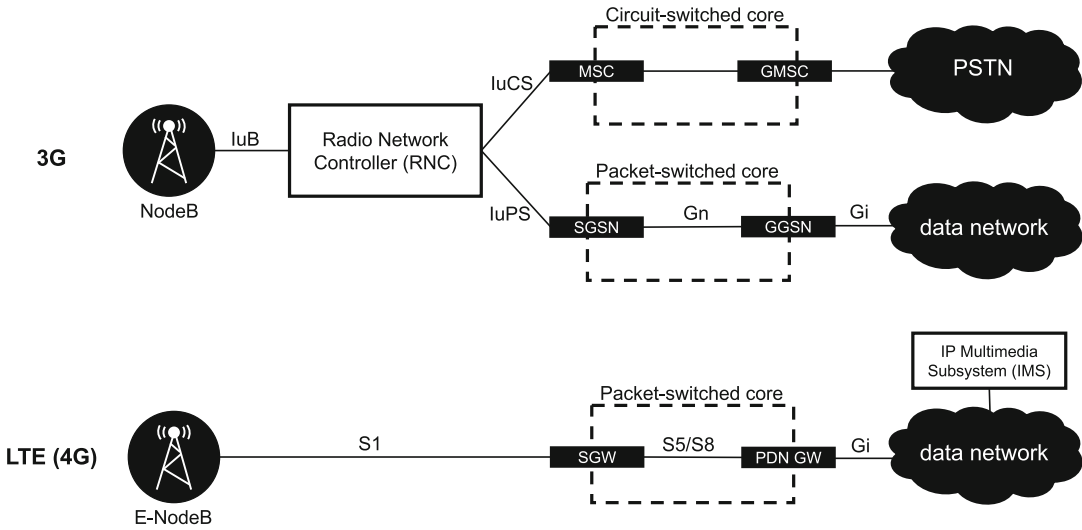 Circuit-switched core
MSC
GMSC
PSTN
IuCS
3G
NodeB
IuB
Radio Network
Controller (RNC)
IuPS
Packet-switched core
SGSN
Gn
GGSN
Gi
data network
IP Multimedia
Subsystem (IMS)
LTE (4G)
E-NodeB
S1
Packet-switched core
SGW
S5/S8
PDN GW
Gi
data network